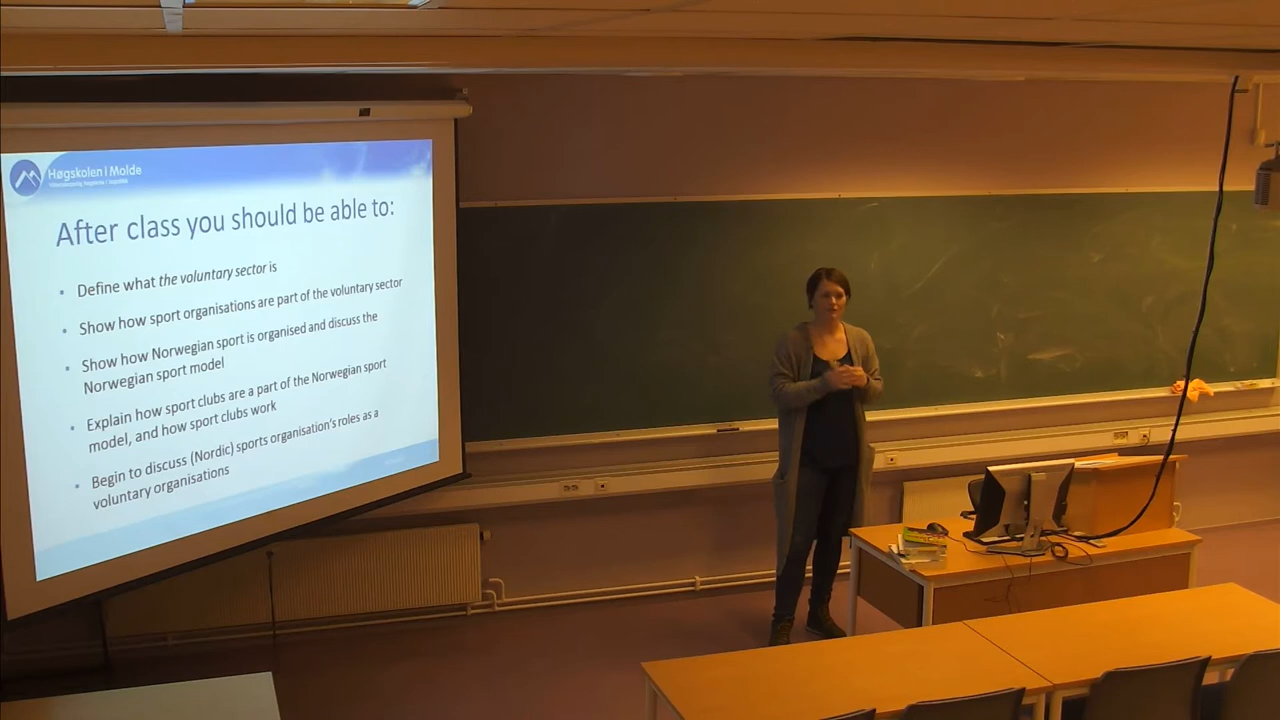 Høgskolen i Molde
After class you should be able to:
• Define what the voluntary sector is
• Show how sport organisations are part of the voluntary sector
• Show how Norwegian sport is organised and discuss the
Norwegian sport model
• Explain how sport clubs are a part of the Norwegian sport
model, and how sport clubs work
• Begin to discuss (Nordic) sports organisation's roles as a
voluntary organisations